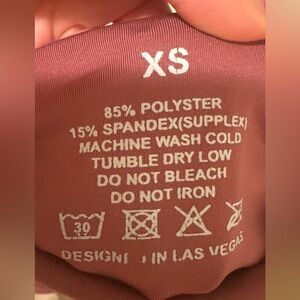 XS
85% POLYSTER
15% SPANDEX(SUPPLEX)
MACHINE WASH COLD
TUMBLE DRY LOW
DO NOT BLEACH
DO NOT IRON
30
IN LAS VEGAS